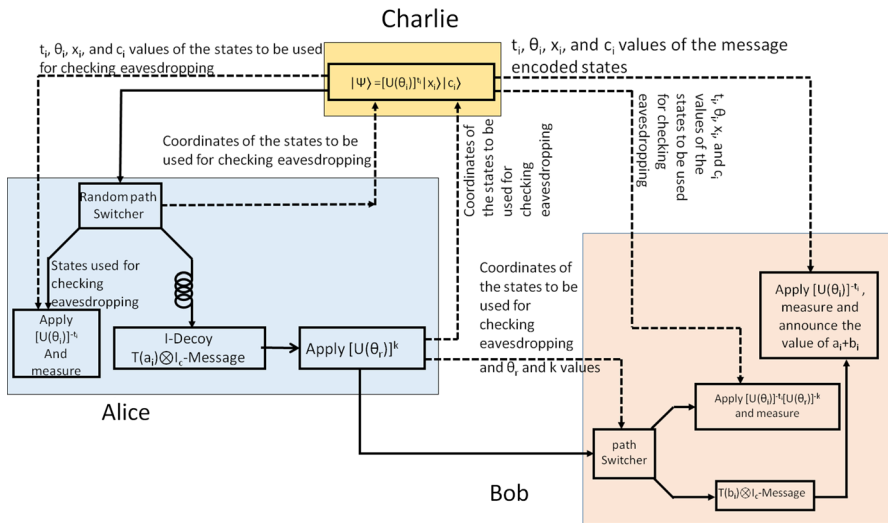 Charlie
tᵢ, θᵢ, xᵢ, and cᵢ values of the states to be used
for checking eavesdropping
|Ψ⟩ =[U(θᵢ)]^tᵢ|xᵢ⟩|cᵢ⟩
tᵢ, θᵢ, xᵢ, and cᵢ values of the message
encoded states
Coordinates of the states to be
used for checking eavesdropping
Coordinates of
the states to be
used for
checking
eavesdropping
tᵢ, θᵢ, xᵢ, and cᵢ
values of the
states to be used
for checking
eavesdropping
Random path
Switcher
States used for
checking
eavesdropping
Apply
[U(θᵢ)]^-tᵢ
And
measure
I-Decoy
T(aᵢ)⊗I_c-Message
Apply [U(θᵣ)]ᵏ
Alice
Coordinates of
the states to be
used for
checking
eavesdropping
and θᵣ and k values
Apply [U(θᵢ)]^-tᵢ ,
measure and
announce the
value of aᵢ+bᵢ
Apply [U(θᵢ)]^-tᵢ[U(θᵣ)]^-k
and measure
path
Switcher
T(bᵢ)⊗I_c-Message
Bob